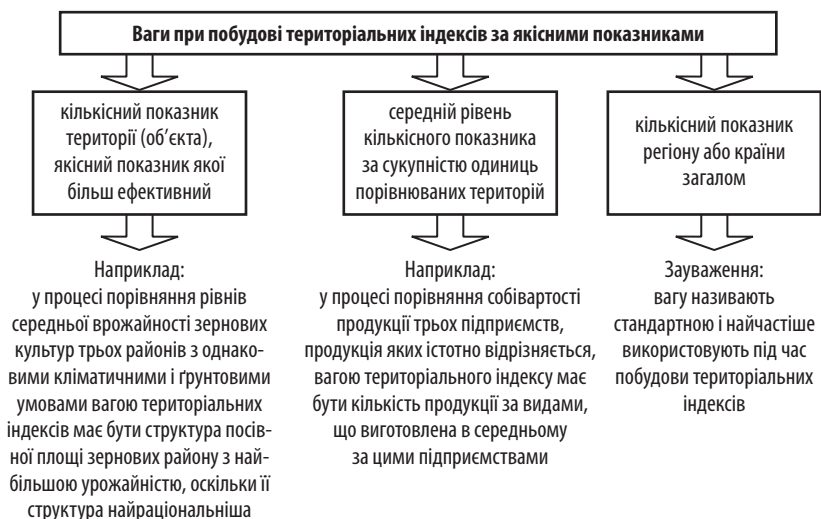 Ваги при побудові територіальних індексів за якісними показниками
кількісний показник
території (об’єкта),
якісний показник якої
більш ефективний
Наприклад:
у процесі порівняння рівнів
середньої врожайності зернових
культур трьох районів з однако-
вими кліматичними і ґрунтовими
умовами вагою територіальних
індексів має бути структура посів-
ної площі зернових району з най-
більшою урожайністю, оскільки її
структура найраціональніша
середній рівень
кількісного показника
за сукупністю одиниць
порівнюваних територій
Наприклад:
у процесі порівняння собівартості
продукції трьох підприємств,
продукція яких істотно відрізняється,
вагою територіального індексу має
бути кількість продукції за видами,
що виготовлена в середньому
за цими підприємствами
кількісний показник
регіону або країни
загалом
Зауваження:
вагу називають
стандартною і найчастіше
використовують під час
побудови територіальних
індексів